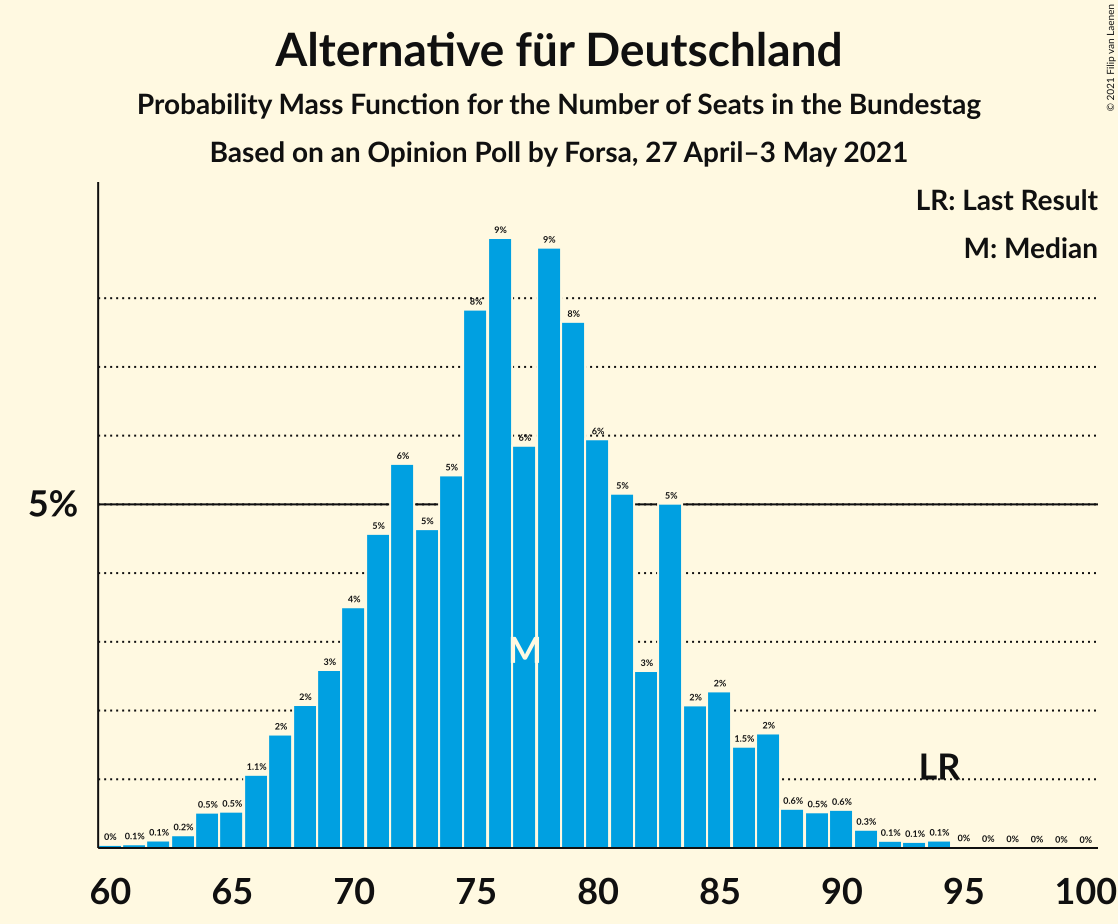 Alternative für Deutschland
Probability Mass Function for the Number of Seats in the Bundestag
Based on an Opinion Poll by Forsa, 27 April–3 May 2021
© 2021 Filip van Laenen
LR: Last Result
M: Median
5%
0% 0.1% 0.1% 0.2% 0.5% 0.5% 1.1% 2% 2% 3% 4% 5% 6% 5% 5% 8% 9% 6% 9% 8% 6% 5% 3% 5% 2% 2% 1.5% 2% 0.6% 0.5% 0.6% 0.3% 0.1% 0.1% 0.1% 0% 0% 0% 0% 0% 0%
M
LR
60 65 70 75 80 85 90 95 100